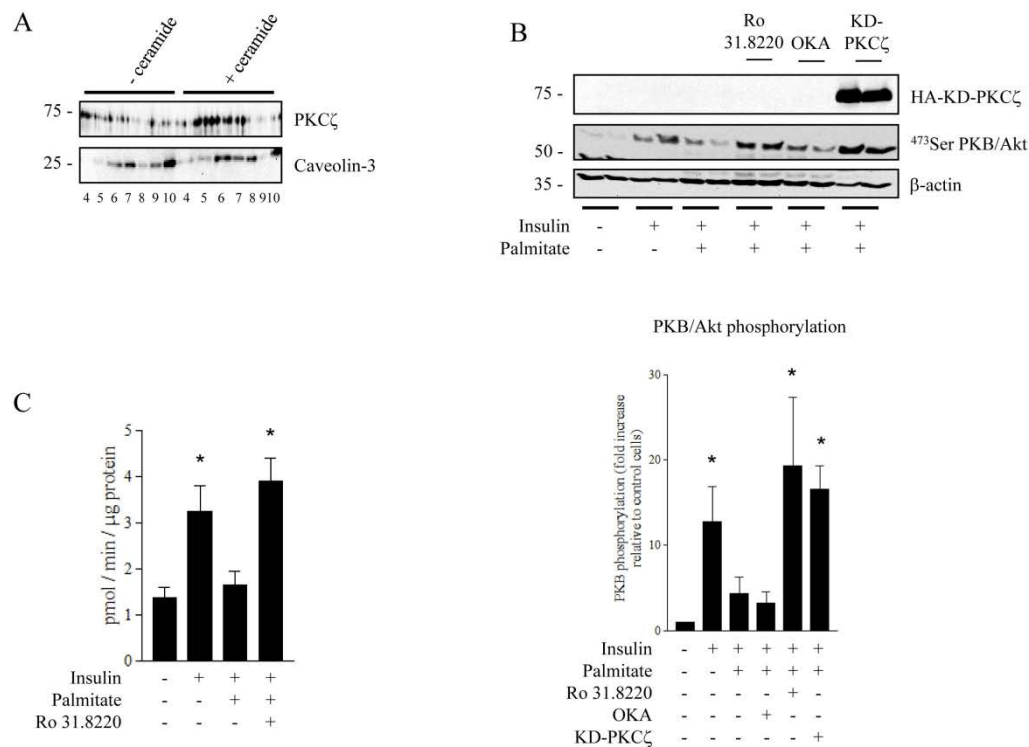 A
- ceramide
+ ceramide
75 -
PKCζ
25 -
Caveolin-3
4 5 6 7 8 9 10 4 5 6 7 8 9 10
B
Ro
31.8220
OKA
KD-
PKCζ
75 -
HA-KD-PKCζ
50 -
⁴⁷³Ser PKB/Akt
35 -
β-actin
Insulin - + + + + +
Palmitate - - + + + +
C
pmol / min / µg protein
5
4
3
2
1
0
*
*
Insulin - + + +
Palmitate - - + +
Ro 31.8220 - - - +
PKB/Akt phosphorylation
PKB phosphorylation (fold increase
relative to control cells)
30
20
10
0
*
*
*
Insulin - + + + + +
Palmitate - - + + + +
Ro 31.8220 - - - - + -
OKA - - - + - -
KD-PKCζ - - - - - +